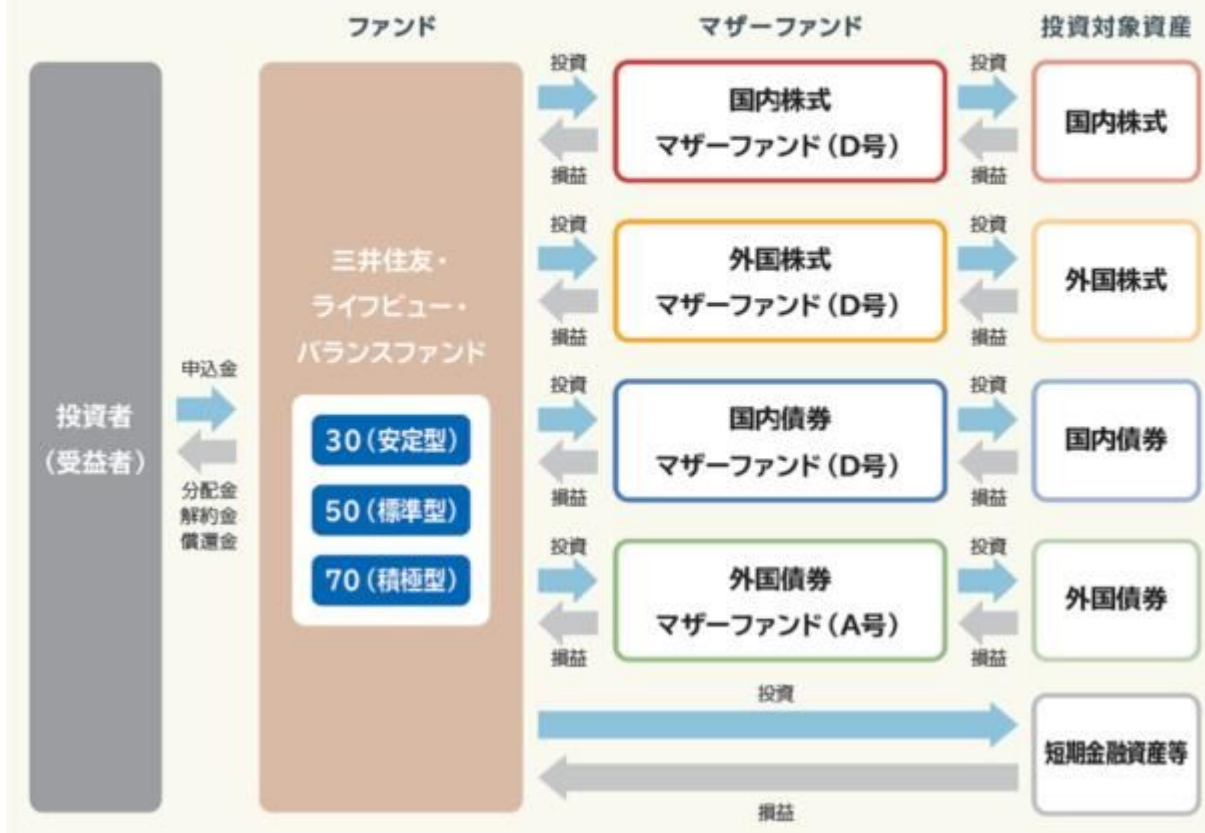 ファンド
マザーファンド
投資対象資産
投資者
（受益者）
申込金
分配金
解約金
償還金
三井住友・
ライフビュー・
バランスファンド
30（安定型）
50（標準型）
70（積極型）
投資
損益
国内株式
マザーファンド（D号）
投資
損益
国内株式
投資
損益
外国株式
マザーファンド（D号）
投資
損益
外国株式
投資
損益
国内債券
マザーファンド（D号）
投資
損益
国内債券
投資
損益
外国債券
マザーファンド（A号）
投資
損益
外国債券
投資
損益
短期金融資産等